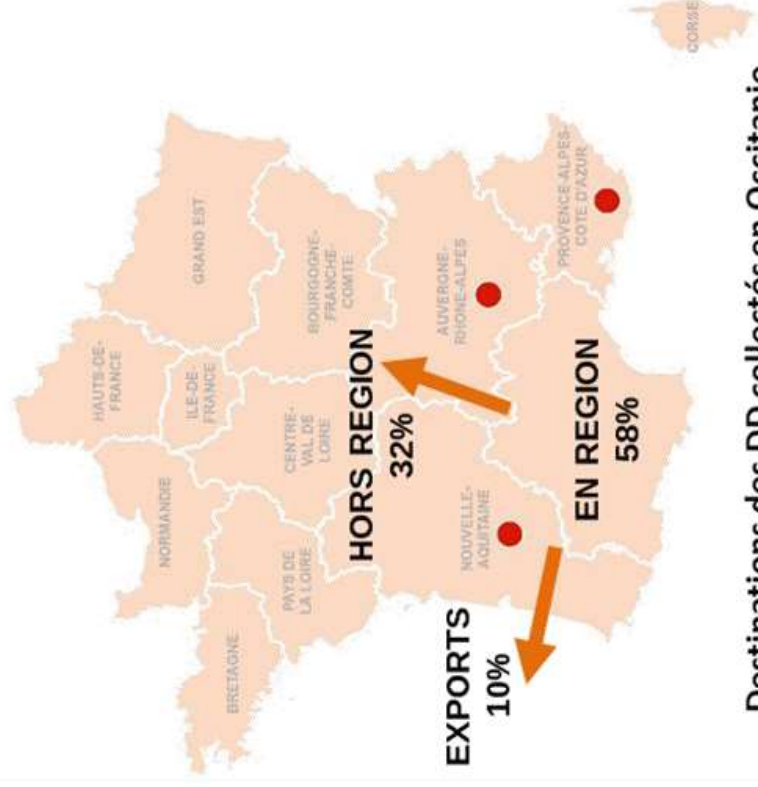 HAUTS-DE-
FRANCE
NORMANDIE
ILE-DE
FRANCE
GRAND EST
BRETAGNE
PAYS DE
LA LOIRE
CENTRE-
VAL DE
LOIRE
BOURGOGNE-
FRANCHE-
COMTE
HORS REGION
32%
NOUVELLE-
AQUITAINE
AUVERGNE-
RHONE-ALPES
EXPORTS
10%
EN REGION
58%
PROVENCE-ALPES-
COTE D'AZUR
CORSE
Destinations des DD collectés en Occitanie